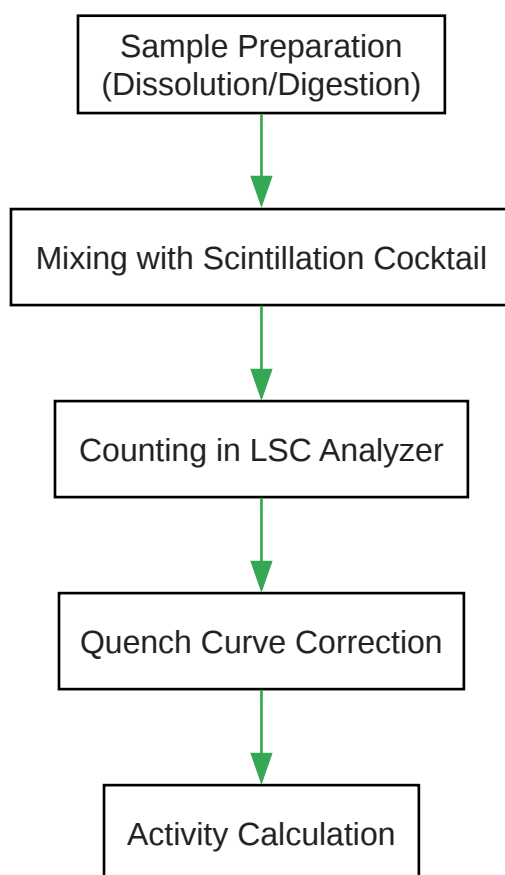 Sample Preparation
(Dissolution/Digestion)
Mixing with Scintillation Cocktail
Counting in LSC Analyzer
Quench Curve Correction
Activity Calculation